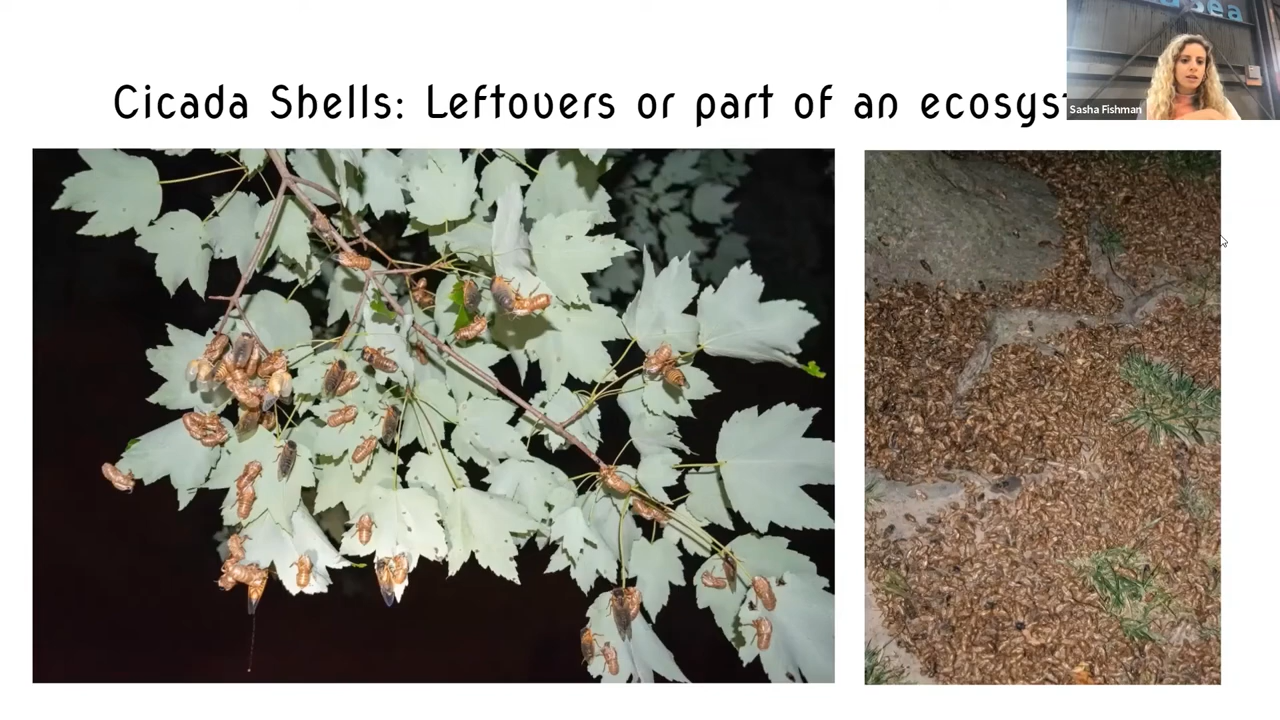 Cicada Shells: Leftovers or part of an ecosys
Sasha Fishman